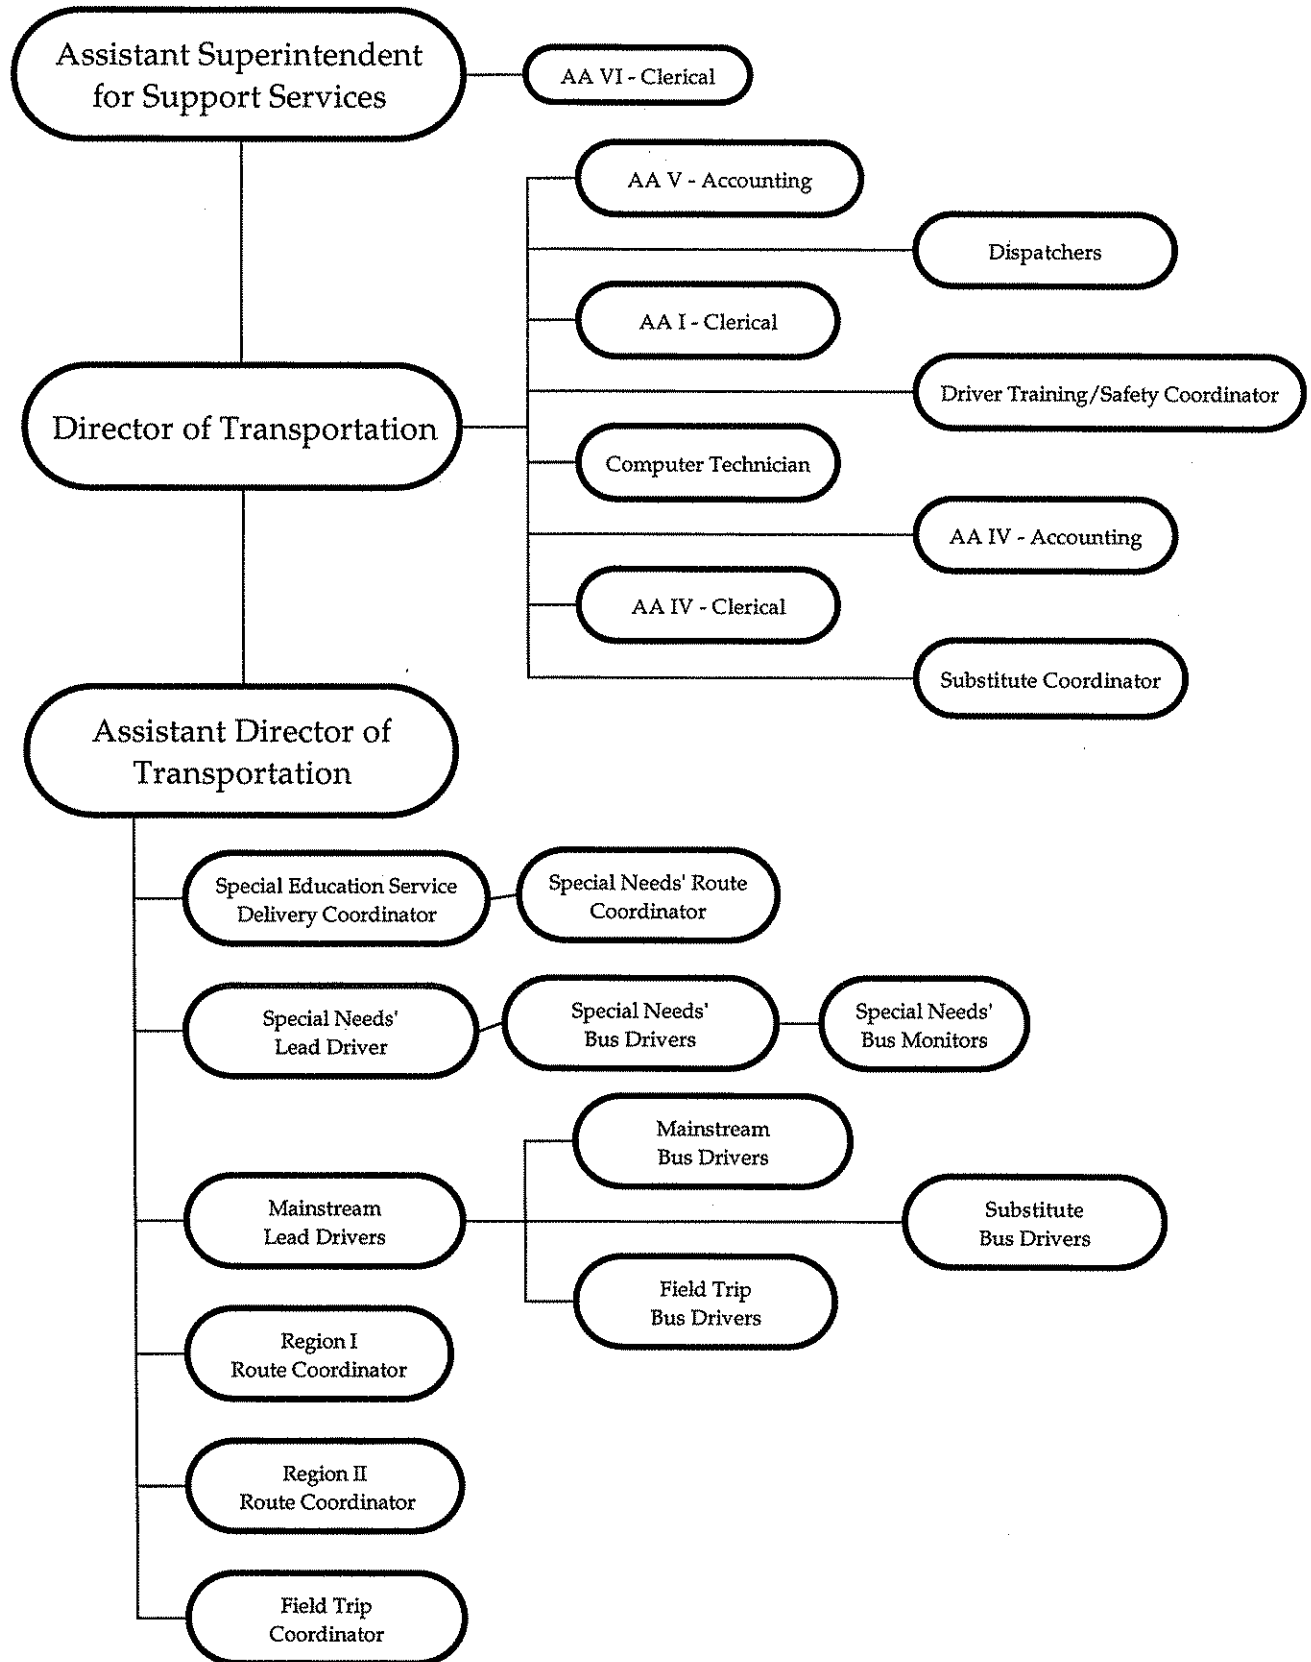 Assistant Superintendent
for Support Services
AA VI - Clerical
AA V - Accounting
Dispatchers
AA I - Clerical
Driver Training/Safety Coordinator
Director of Transportation
Computer Technician
AA IV - Accounting
AA IV - Clerical
Substitute Coordinator
Assistant Director of
Transportation
Special Education Service
Delivery Coordinator
Special Needs' Route
Coordinator
Special Needs'
Lead Driver
Special Needs'
Bus Drivers
Special Needs'
Bus Monitors
Mainstream
Bus Drivers
Mainstream
Lead Drivers
Substitute
Bus Drivers
Field Trip
Bus Drivers
Region I
Route Coordinator
Region II
Route Coordinator
Field Trip
Coordinator